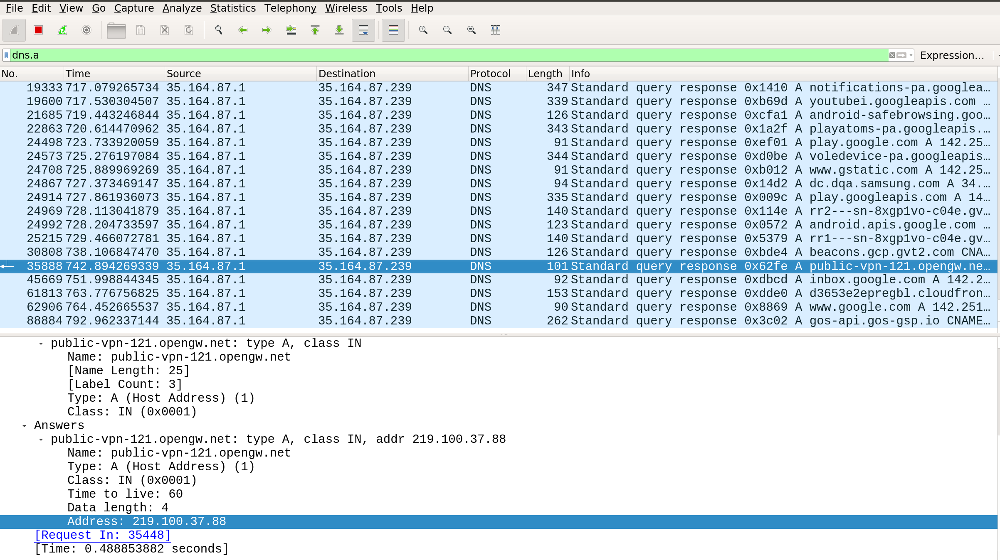 File Edit View Go Capture Analyze Statistics Telephony Wireless Tools Help
dns.a Expression…
No. Time Source Destination Protocol Length Info
19333 717.079265734 35.164.87.1 35.164.87.239 DNS 347 Standard query response 0x1410 A notifications-pa.googlea…
19600 717.530304507 35.164.87.1 35.164.87.239 DNS 339 Standard query response 0xb69d A youtubei.googleapis.com …
21685 719.443246844 35.164.87.1 35.164.87.239 DNS 126 Standard query response 0xcfa1 A android-safebrowsing.goo…
22863 720.614470962 35.164.87.1 35.164.87.239 DNS 343 Standard query response 0x1a2f A playatoms-pa.googleapis.…
24498 723.733920059 35.164.87.1 35.164.87.239 DNS 91 Standard query response 0xef01 A play.google.com A 142.25…
24573 725.276197084 35.164.87.1 35.164.87.239 DNS 344 Standard query response 0xd0be A voledevice-pa.googleapis…
24708 725.889969269 35.164.87.1 35.164.87.239 DNS 91 Standard query response 0xb012 A www.gstatic.com A 142.25…
24867 727.373469147 35.164.87.1 35.164.87.239 DNS 94 Standard query response 0x14d2 A dc.dqa.samsung.com A 34.…
24914 727.861936073 35.164.87.1 35.164.87.239 DNS 335 Standard query response 0x009c A play.googleapis.com A 14…
24969 728.113041879 35.164.87.1 35.164.87.239 DNS 140 Standard query response 0x114e A rr2---sn-8xgp1vo-c04e.gv…
24992 728.204733597 35.164.87.1 35.164.87.239 DNS 123 Standard query response 0x0572 A android.apis.google.com …
25215 729.466072781 35.164.87.1 35.164.87.239 DNS 140 Standard query response 0x5379 A rr1---sn-8xgp1vo-c04e.gv…
30808 738.106847470 35.164.87.1 35.164.87.239 DNS 126 Standard query response 0xbde4 A beacons.gcp.gvt2.com CNA…
35888 742.894269339 35.164.87.1 35.164.87.239 DNS 101 Standard query response 0x62fe A public-vpn-121.opengw.ne…
45669 751.998844345 35.164.87.1 35.164.87.239 DNS 92 Standard query response 0xdbcd A inbox.google.com A 142.2…
61813 763.776756825 35.164.87.1 35.164.87.239 DNS 153 Standard query response 0xdde0 A d3653e2epregbl.cloudfron…
62906 764.452665537 35.164.87.1 35.164.87.239 DNS 90 Standard query response 0x8869 A www.google.com A 142.251…
88884 792.962337144 35.164.87.1 35.164.87.239 DNS 262 Standard query response 0x3c02 A gos-api.gos-gsp.io CNAME…
public-vpn-121.opengw.net: type A, class IN
Name: public-vpn-121.opengw.net
[Name Length: 25]
[Label Count: 3]
Type: A (Host Address) (1)
Class: IN (0x0001)
Answers
public-vpn-121.opengw.net: type A, class IN, addr 219.100.37.88
Name: public-vpn-121.opengw.net
Type: A (Host Address) (1)
Class: IN (0x0001)
Time to live: 60
Data length: 4
Address: 219.100.37.88
[Request In: 35448]
[Time: 0.488853882 seconds]